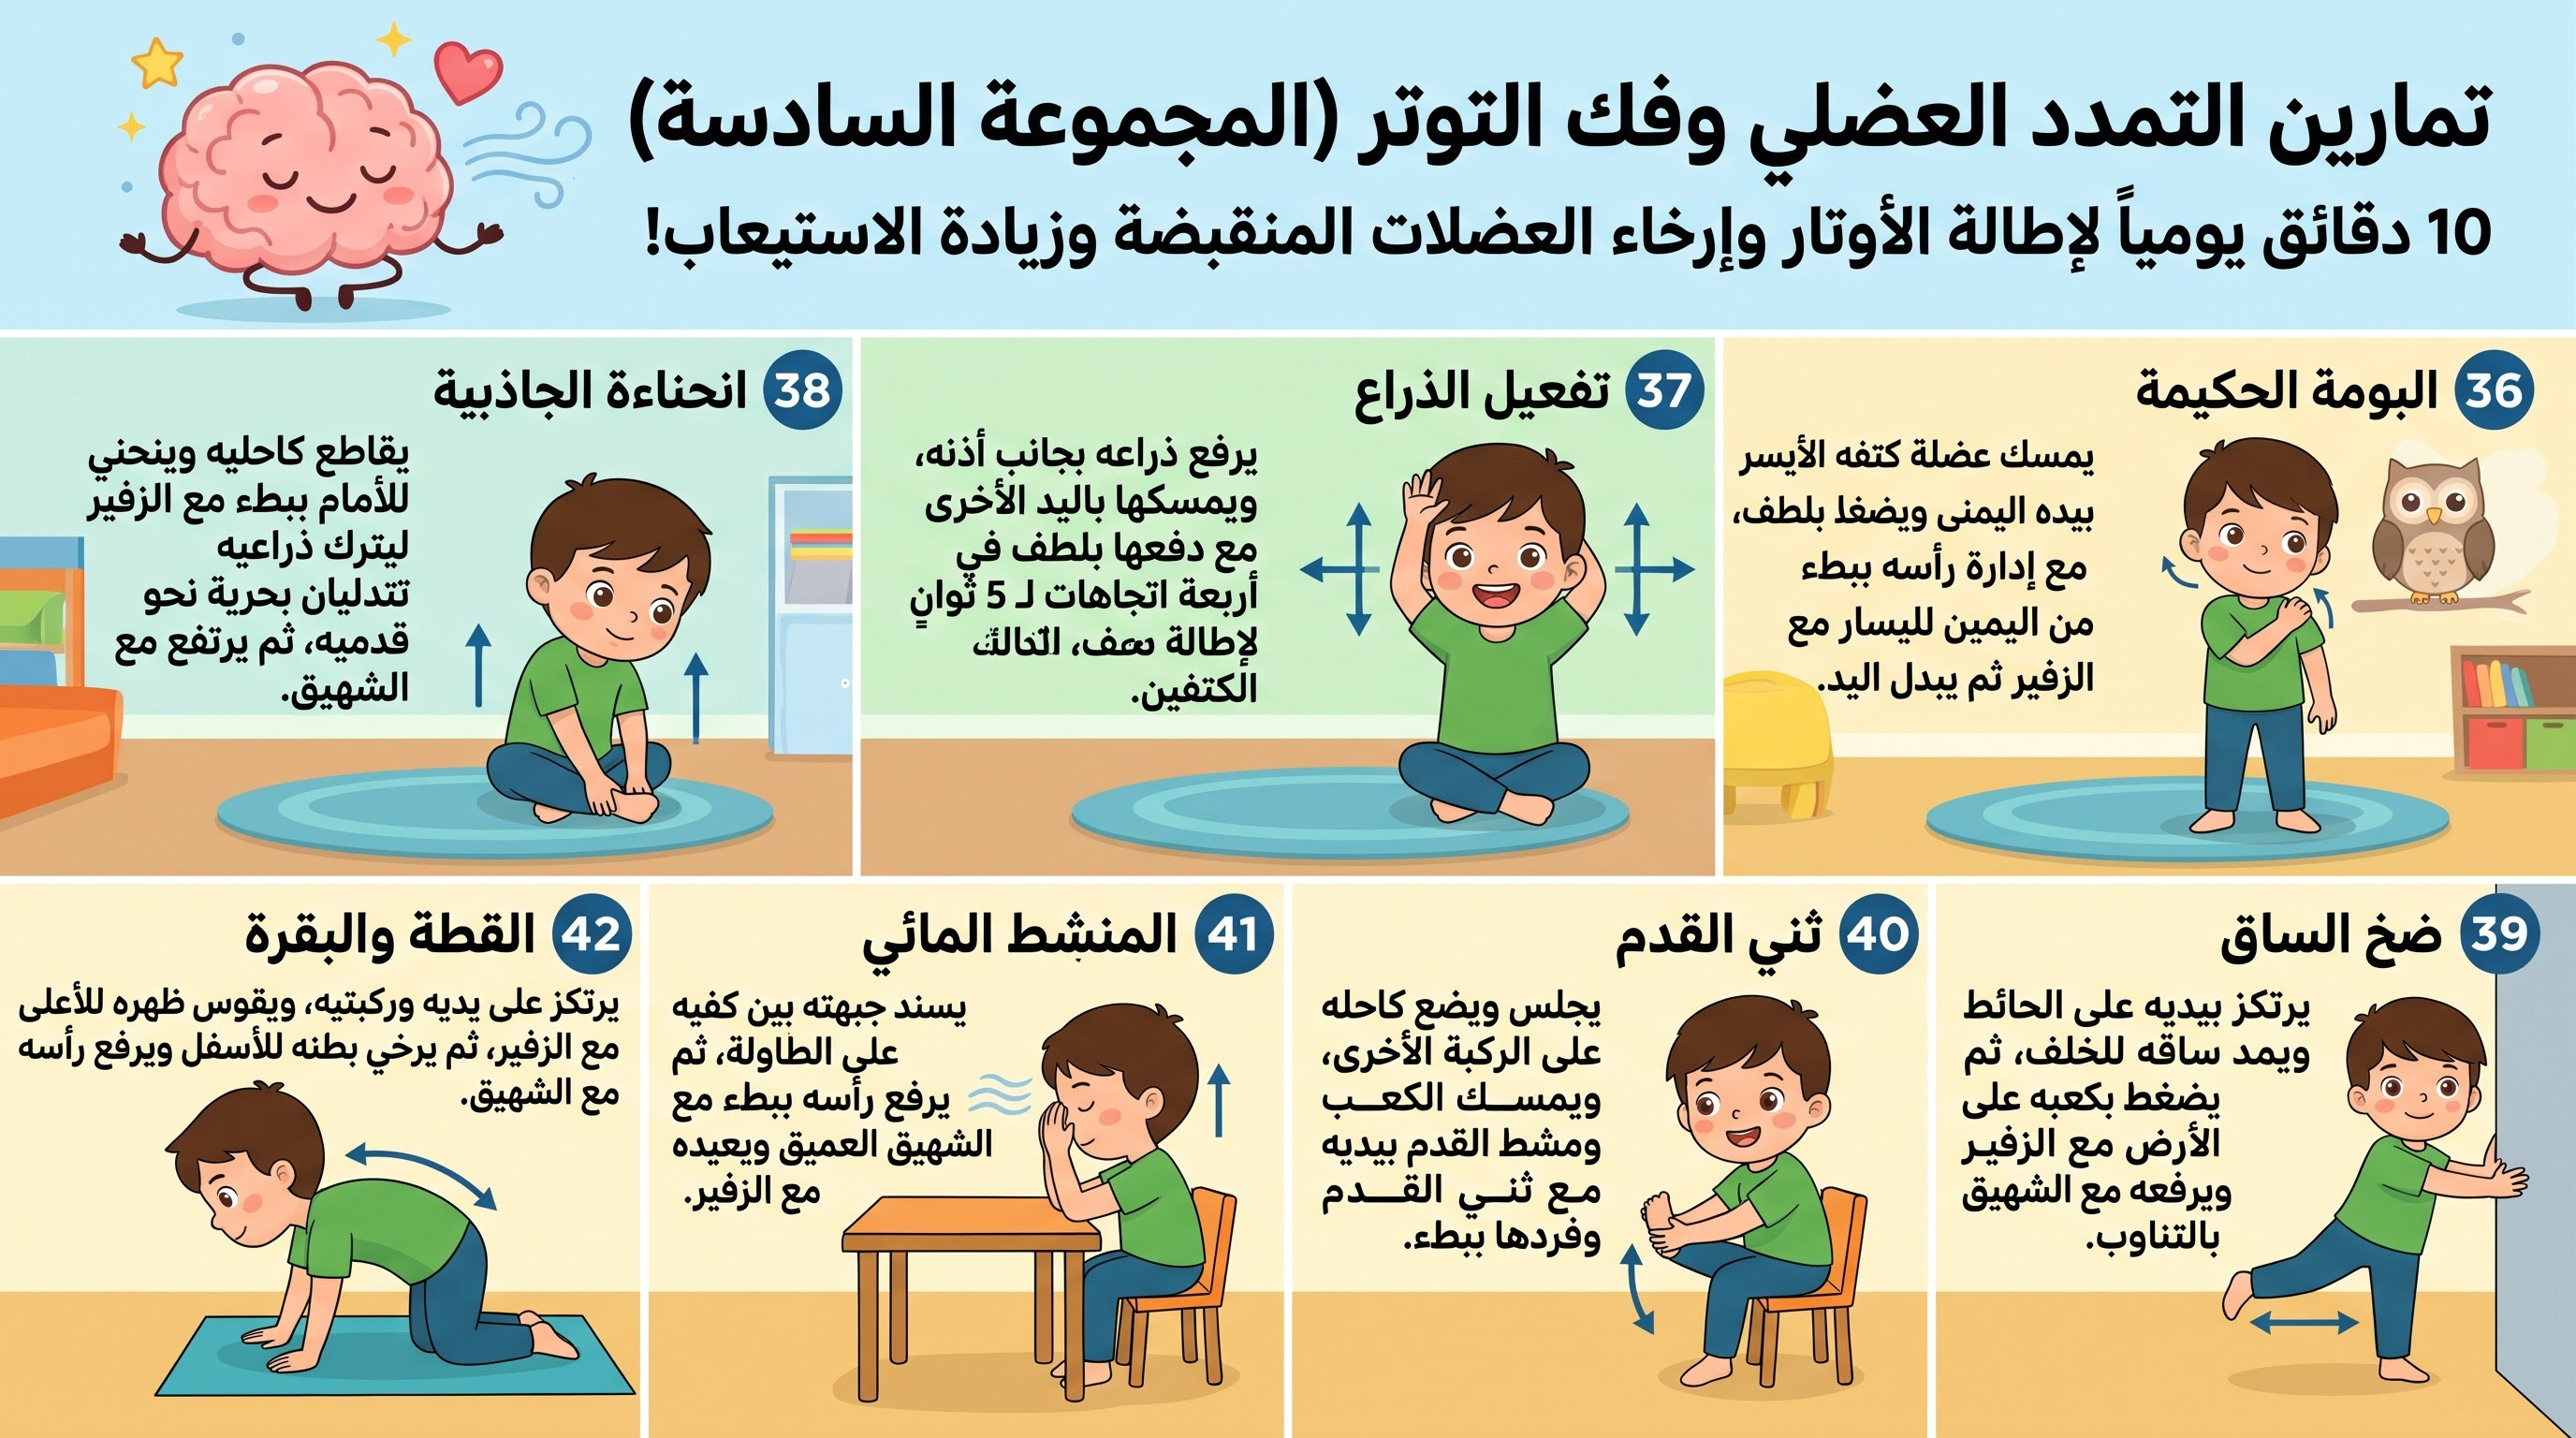 تمارين التمدد العضلي وفك التوتر (المجموعة السادسة)
10 دقائق يومياً لإطالة الأوتار وإرخاء العضلات المنقبضة وزيادة الاستيعاب!
36 البومة الحكيمة
يمسك عضلة كتفه الأيسر
بيده اليمنى ويضغط بلطف،
مع إدارة رأسه ببطء
من اليمين لليسار مع
الزفير ثم يبدل اليد.
37 تفعيل الذراع
يرفع ذراعه بجانب أذنه،
ويمسكها باليد الأخرى
مع دفعها بلطف في
أربعة اتجاهات لـ 5 ثوانٍ
لإطالة
الكتفين.
38 انحناءة الجاذبية
يقاطع كاحليه وينحني
للأمام ببطء مع الزفير
ليترك ذراعيه
تتدليان بحرية نحو
قدميه، ثم يرتفع مع
الشهيق.
39 ضخ الساق
يرتكز بيديه على الحائط
ويمد ساقه للخلف، ثم
يضغط بكعبه على
الأرض مع الزفير
ويرفعه مع الشهيق
بالتناوب.
40 ثني القدم
يجلس ويضع كاحله
على الركبة الأخرى،
ويمســك الكعــب
ومشط القدم بيديه
مـع ثنــي القــدم
وفردها ببطء.
41 المنشط المائي
يسند جبهته بين كفيه
على الطاولة، ثم
يرفع رأسه ببطء مع
الشهيق العميق ويعيده
مع الزفير.
42 القطة والبقرة
يرتكز على يديه وركبتيه، ويقوس ظهره للأعلى
مع الزفير، ثم يرخي بطنه للأسفل ويرفع رأسه
مع الشهيق.